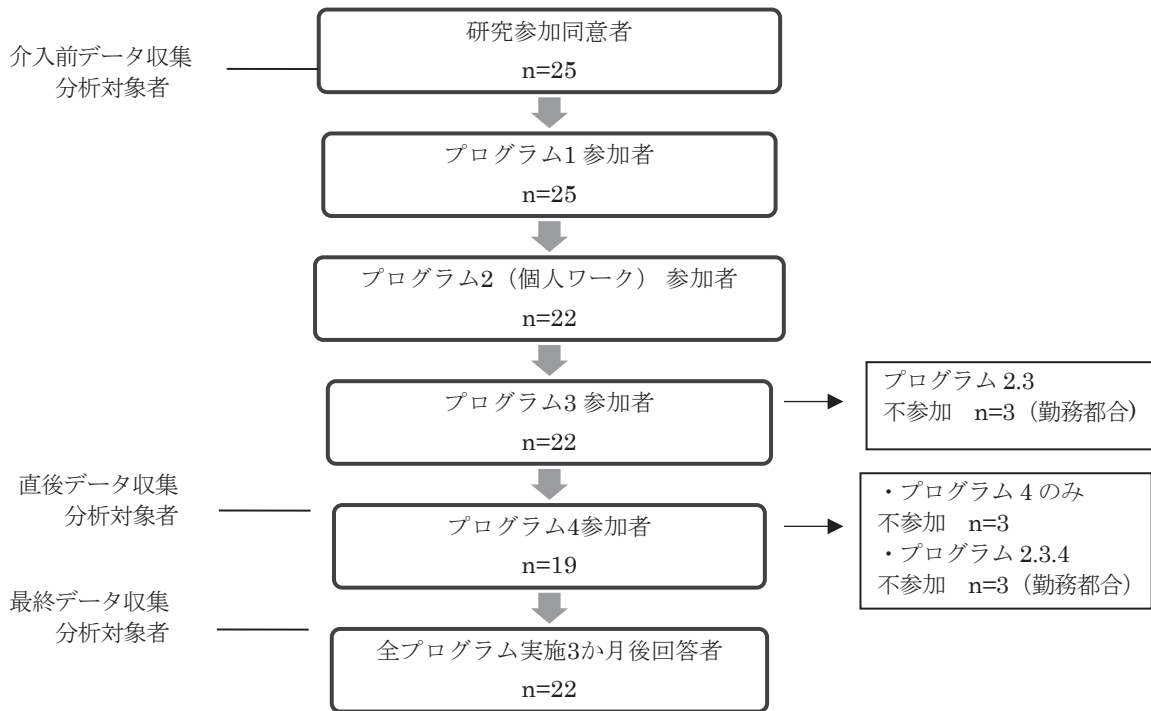 研究参加同意者
n=25
介入前データ収集
分析対象者
プログラム1 参加者
n=25
プログラム2（個人ワーク） 参加者
n=22
プログラム3 参加者
n=22
プログラム 2.3
不参加　n=3（勤務都合）
直後データ収集
分析対象者
プログラム4参加者
n=19
・プログラム 4 のみ
不参加　n=3
・プログラム 2.3.4
不参加　n=3（勤務都合）
最終データ収集
分析対象者
全プログラム実施3か月後回答者
n=22